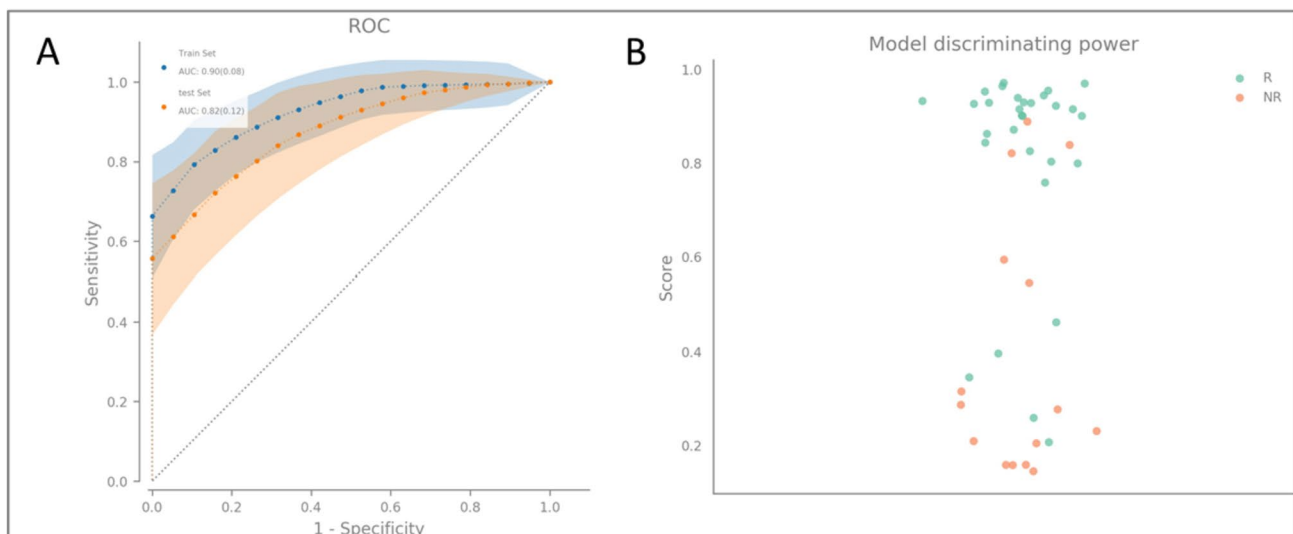 A
ROC
Train Set
AUC: 0.90(0.08)
test Set
AUC: 0.82(0.12)
1.0
0.8
0.6
0.4
0.2
0.0
Sensitivity
0.0 0.2 0.4 0.6 0.8 1.0
1 - Specificity
B
Model discriminating power
R
NR
1.0
0.8
0.6
0.4
0.2
Score